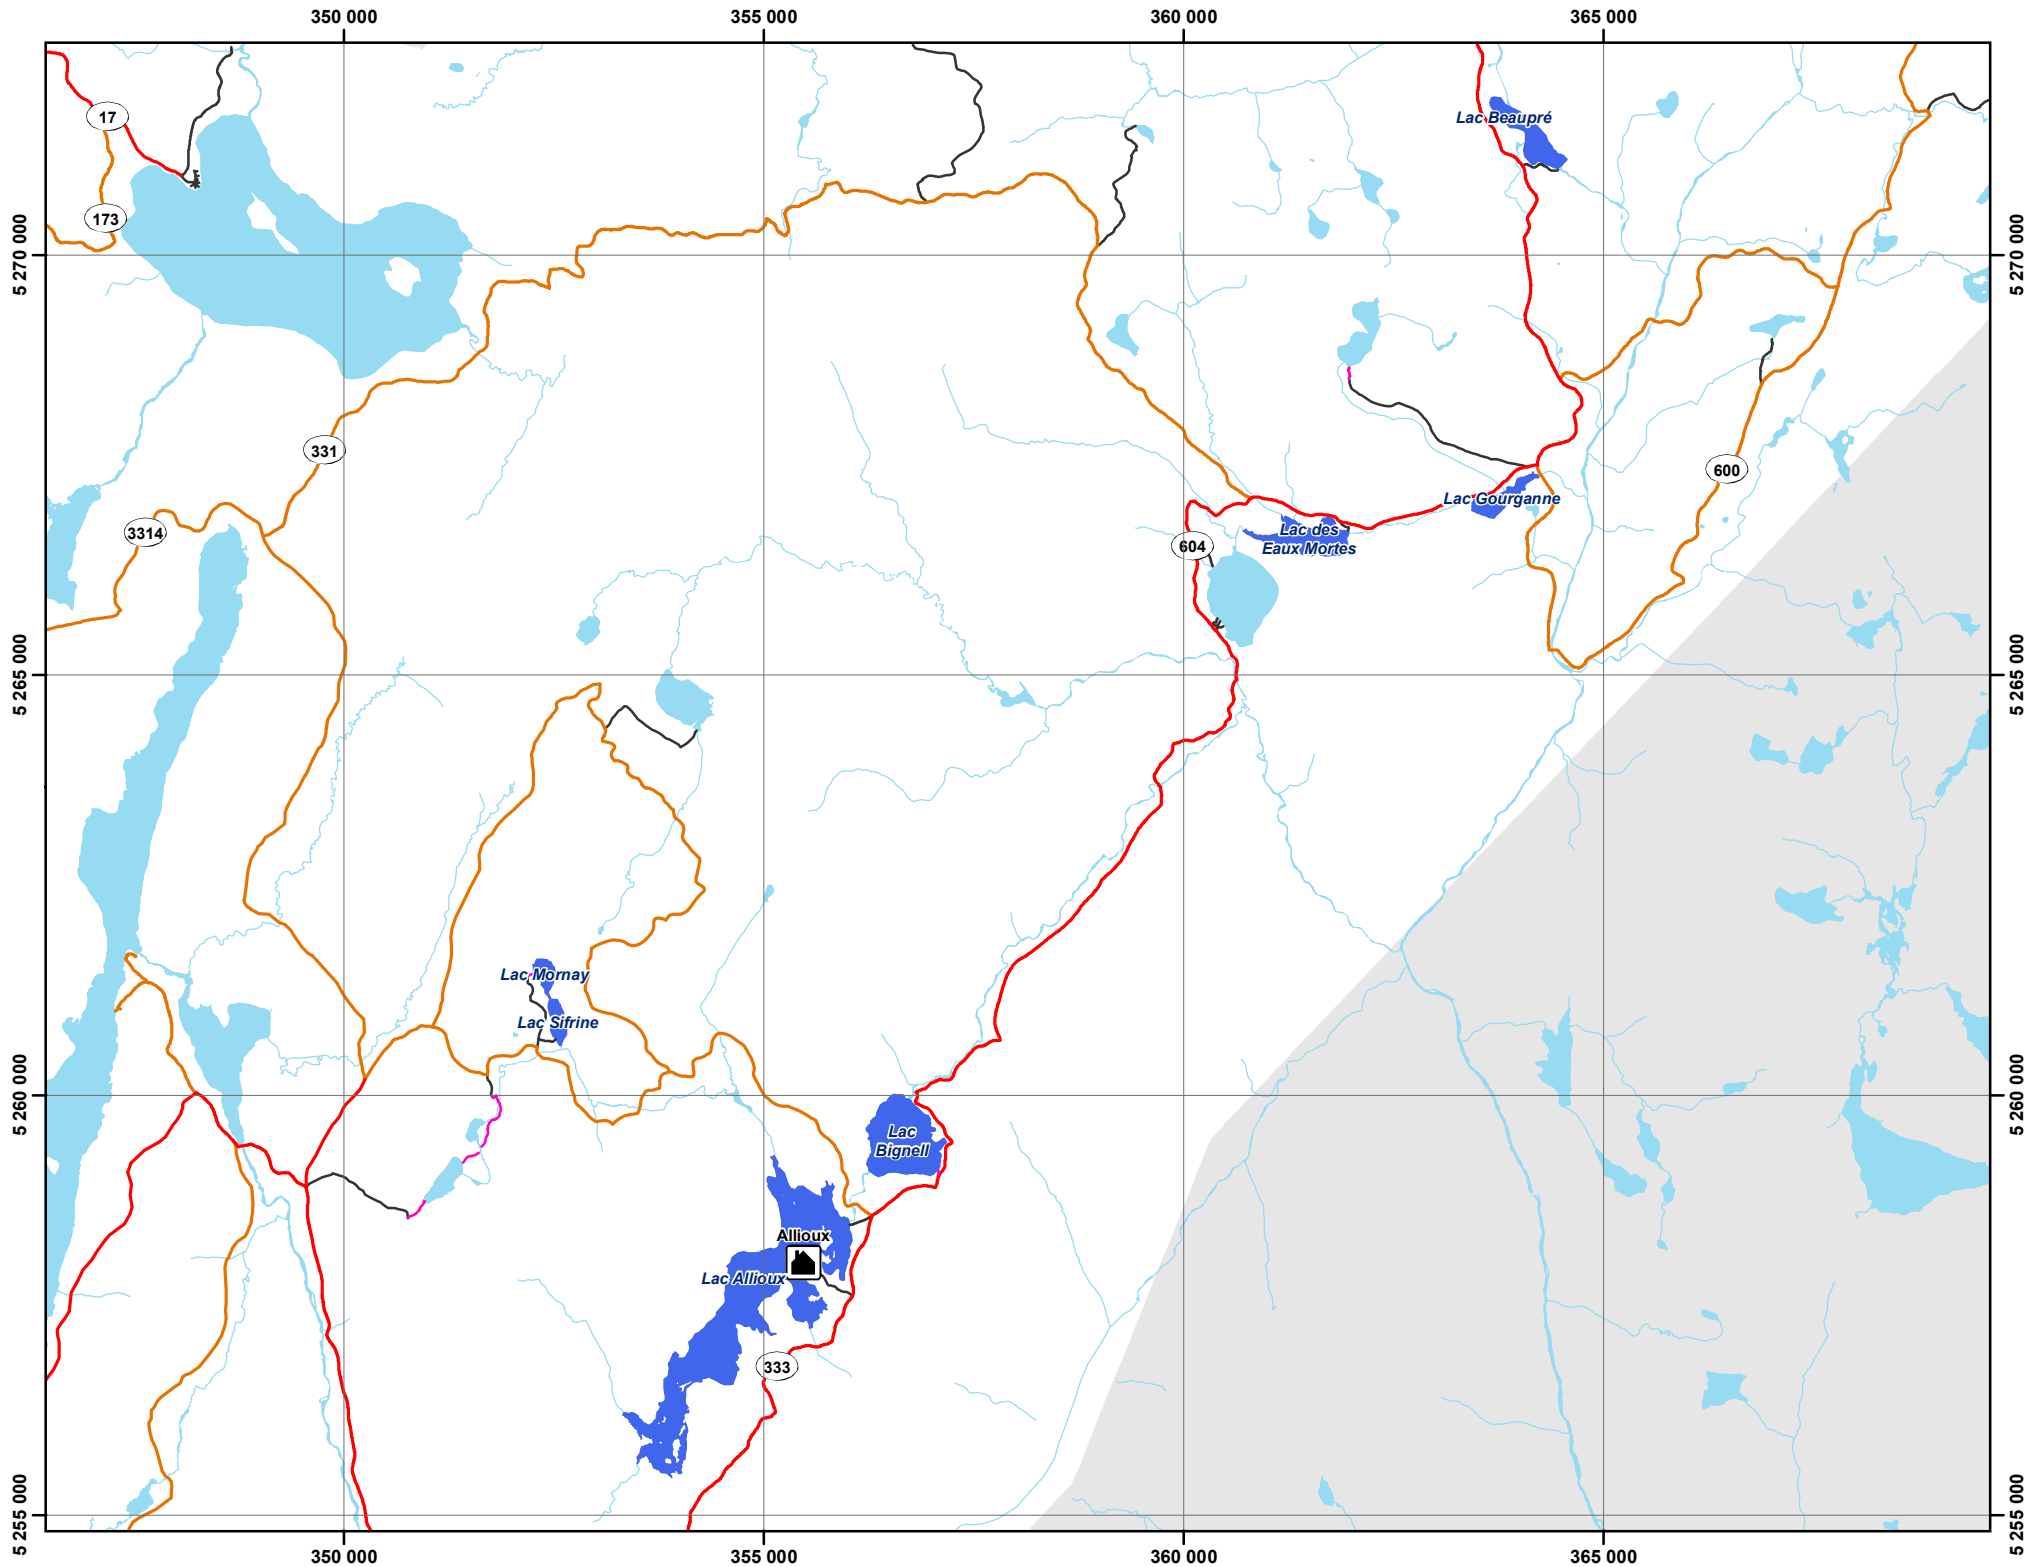 350 000
355 000
360 000
365 000
17
Lac Beaupré
173
5 270 000
5 270 000
331
600
Lac Gourganne
3314
Lac des
Eaux Mortes
604
5 265 000
5 265 000
Lac Mornay
Lac Sifrine
5 260 000
5 260 000
Lac
Bignell
Allioux
Lac Allioux
333
5 255 000
5 255 000
350 000
355 000
360 000
365 000